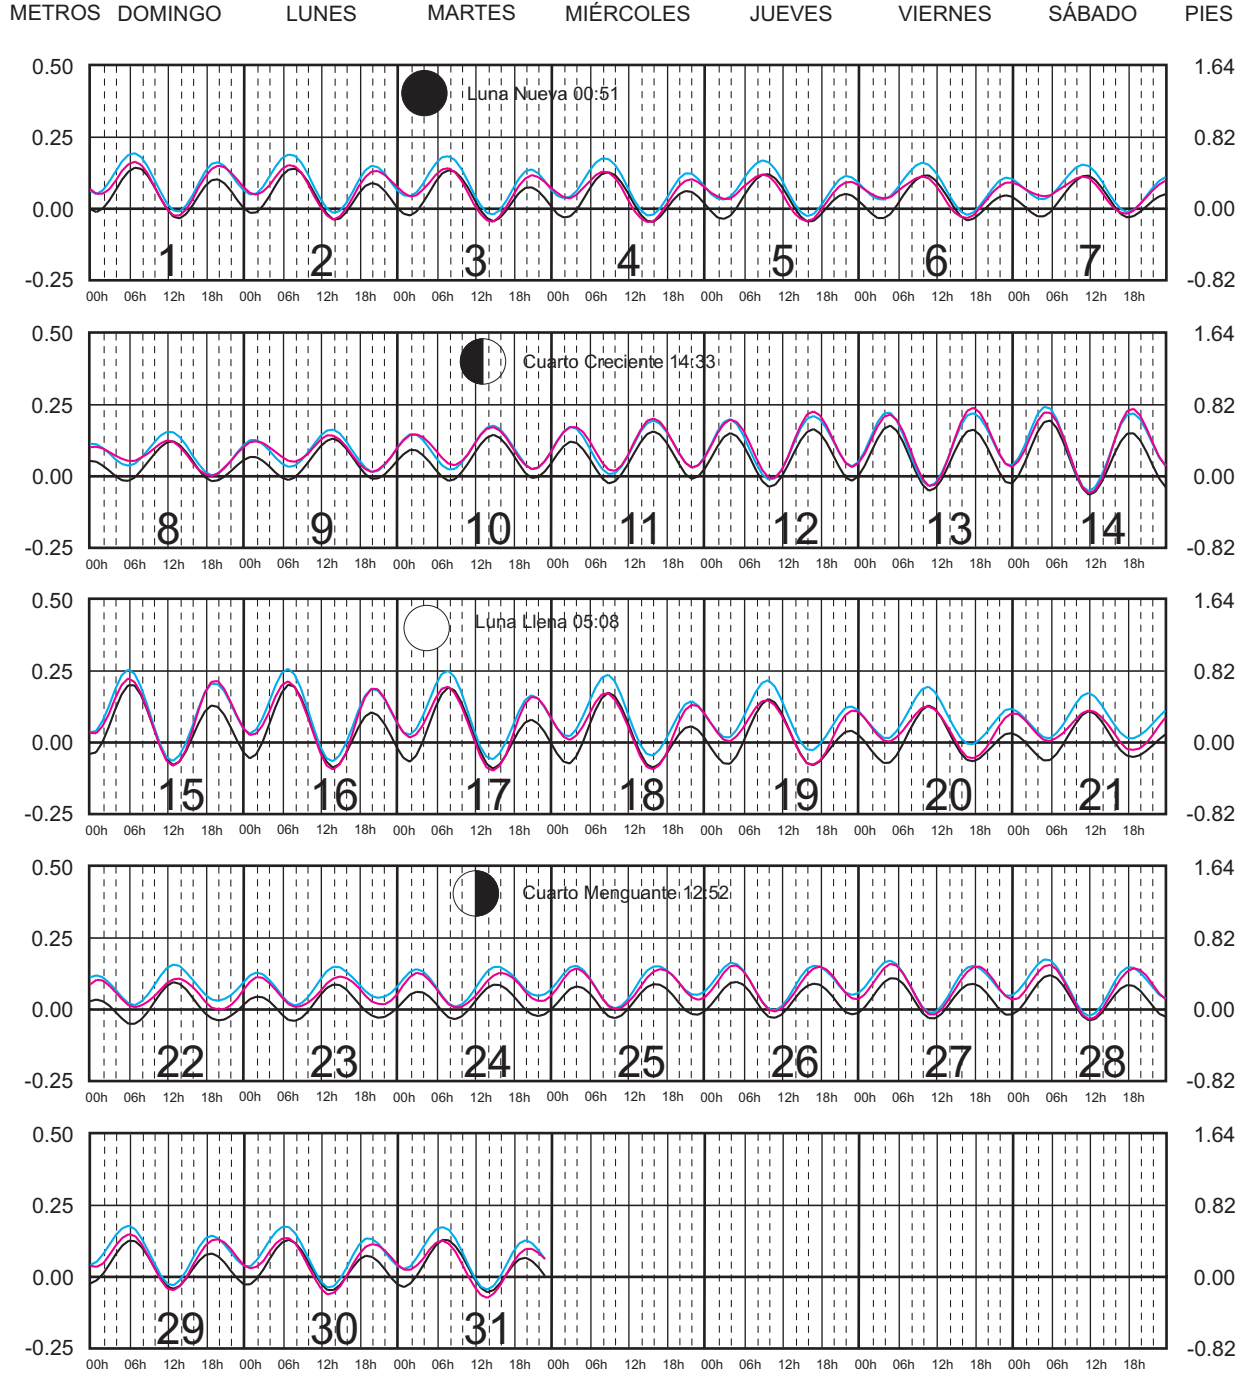 METROS DOMINGO LUNES MARTES MIÉRCOLES JUEVES VIERNES SÁBADO PIES
0.50 1.64
Luna Nueva 00:51
0.25 0.82
0.00 0.00
1 2 3 4 5 6 7
-0.25 -0.82
00h 06h 12h 18h 00h 06h 12h 18h 00h 06h 12h 18h 00h 06h 12h 18h 00h 06h 12h 18h 00h 06h 12h 18h 00h 06h 12h 18h
0.50 1.64
Cuarto Creciente 14:33
0.25 0.82
0.00 0.00
8 9 10 11 12 13 14
-0.25 -0.82
00h 06h 12h 18h 00h 06h 12h 18h 00h 06h 12h 18h 00h 06h 12h 18h 00h 06h 12h 18h 00h 06h 12h 18h 00h 06h 12h 18h
0.50 1.64
Luna Llena 05:08
0.25 0.82
0.00 0.00
15 16 17 18 19 20 21
-0.25 -0.82
00h 06h 12h 18h 00h 06h 12h 18h 00h 06h 12h 18h 00h 06h 12h 18h 00h 06h 12h 18h 00h 06h 12h 18h 00h 06h 12h 18h
0.50 1.64
Cuarto Menguante 12:52
0.25 0.82
0.00 0.00
22 23 24 25 26 27 28
-0.25 -0.82
00h 06h 12h 18h 00h 06h 12h 18h 00h 06h 12h 18h 00h 06h 12h 18h 00h 06h 12h 18h 00h 06h 12h 18h 00h 06h 12h 18h
0.50 1.64
0.25 0.82
0.00 0.00
29 30 31
-0.25 -0.82
00h 06h 12h 18h 00h 06h 12h 18h 00h 06h 12h 18h 00h 06h 12h 18h 00h 06h 12h 18h 00h 06h 12h 18h 00h 06h 12h 18h